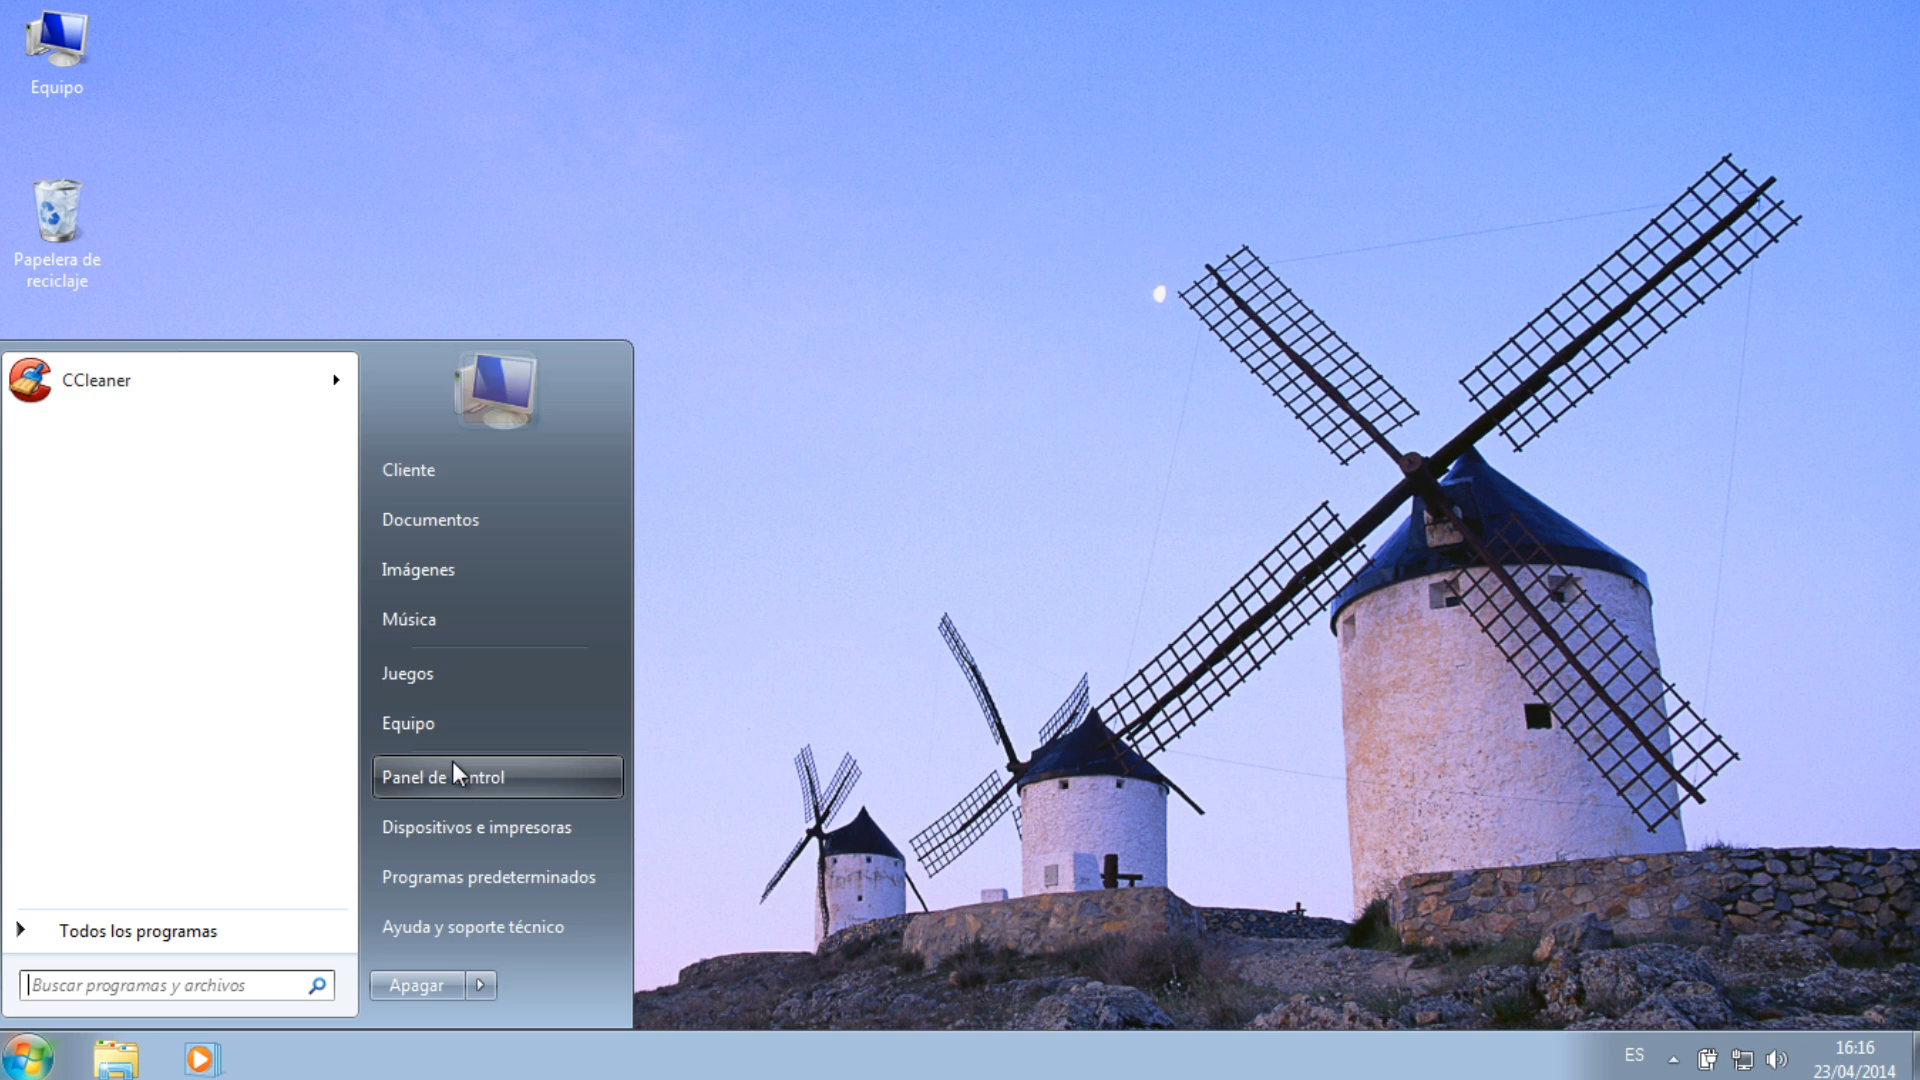 Equipo
Papelera de
reciclaje
CCleaner
Todos los programas
Buscar programas y archivos
Cliente
Documentos
Imágenes
Música
Juegos
Equipo
Panel de ntrol
Dispositivos e impresoras
Programas predeterminados
Ayuda y soporte técnico
Apagar
ES
16:16
23/04/2014